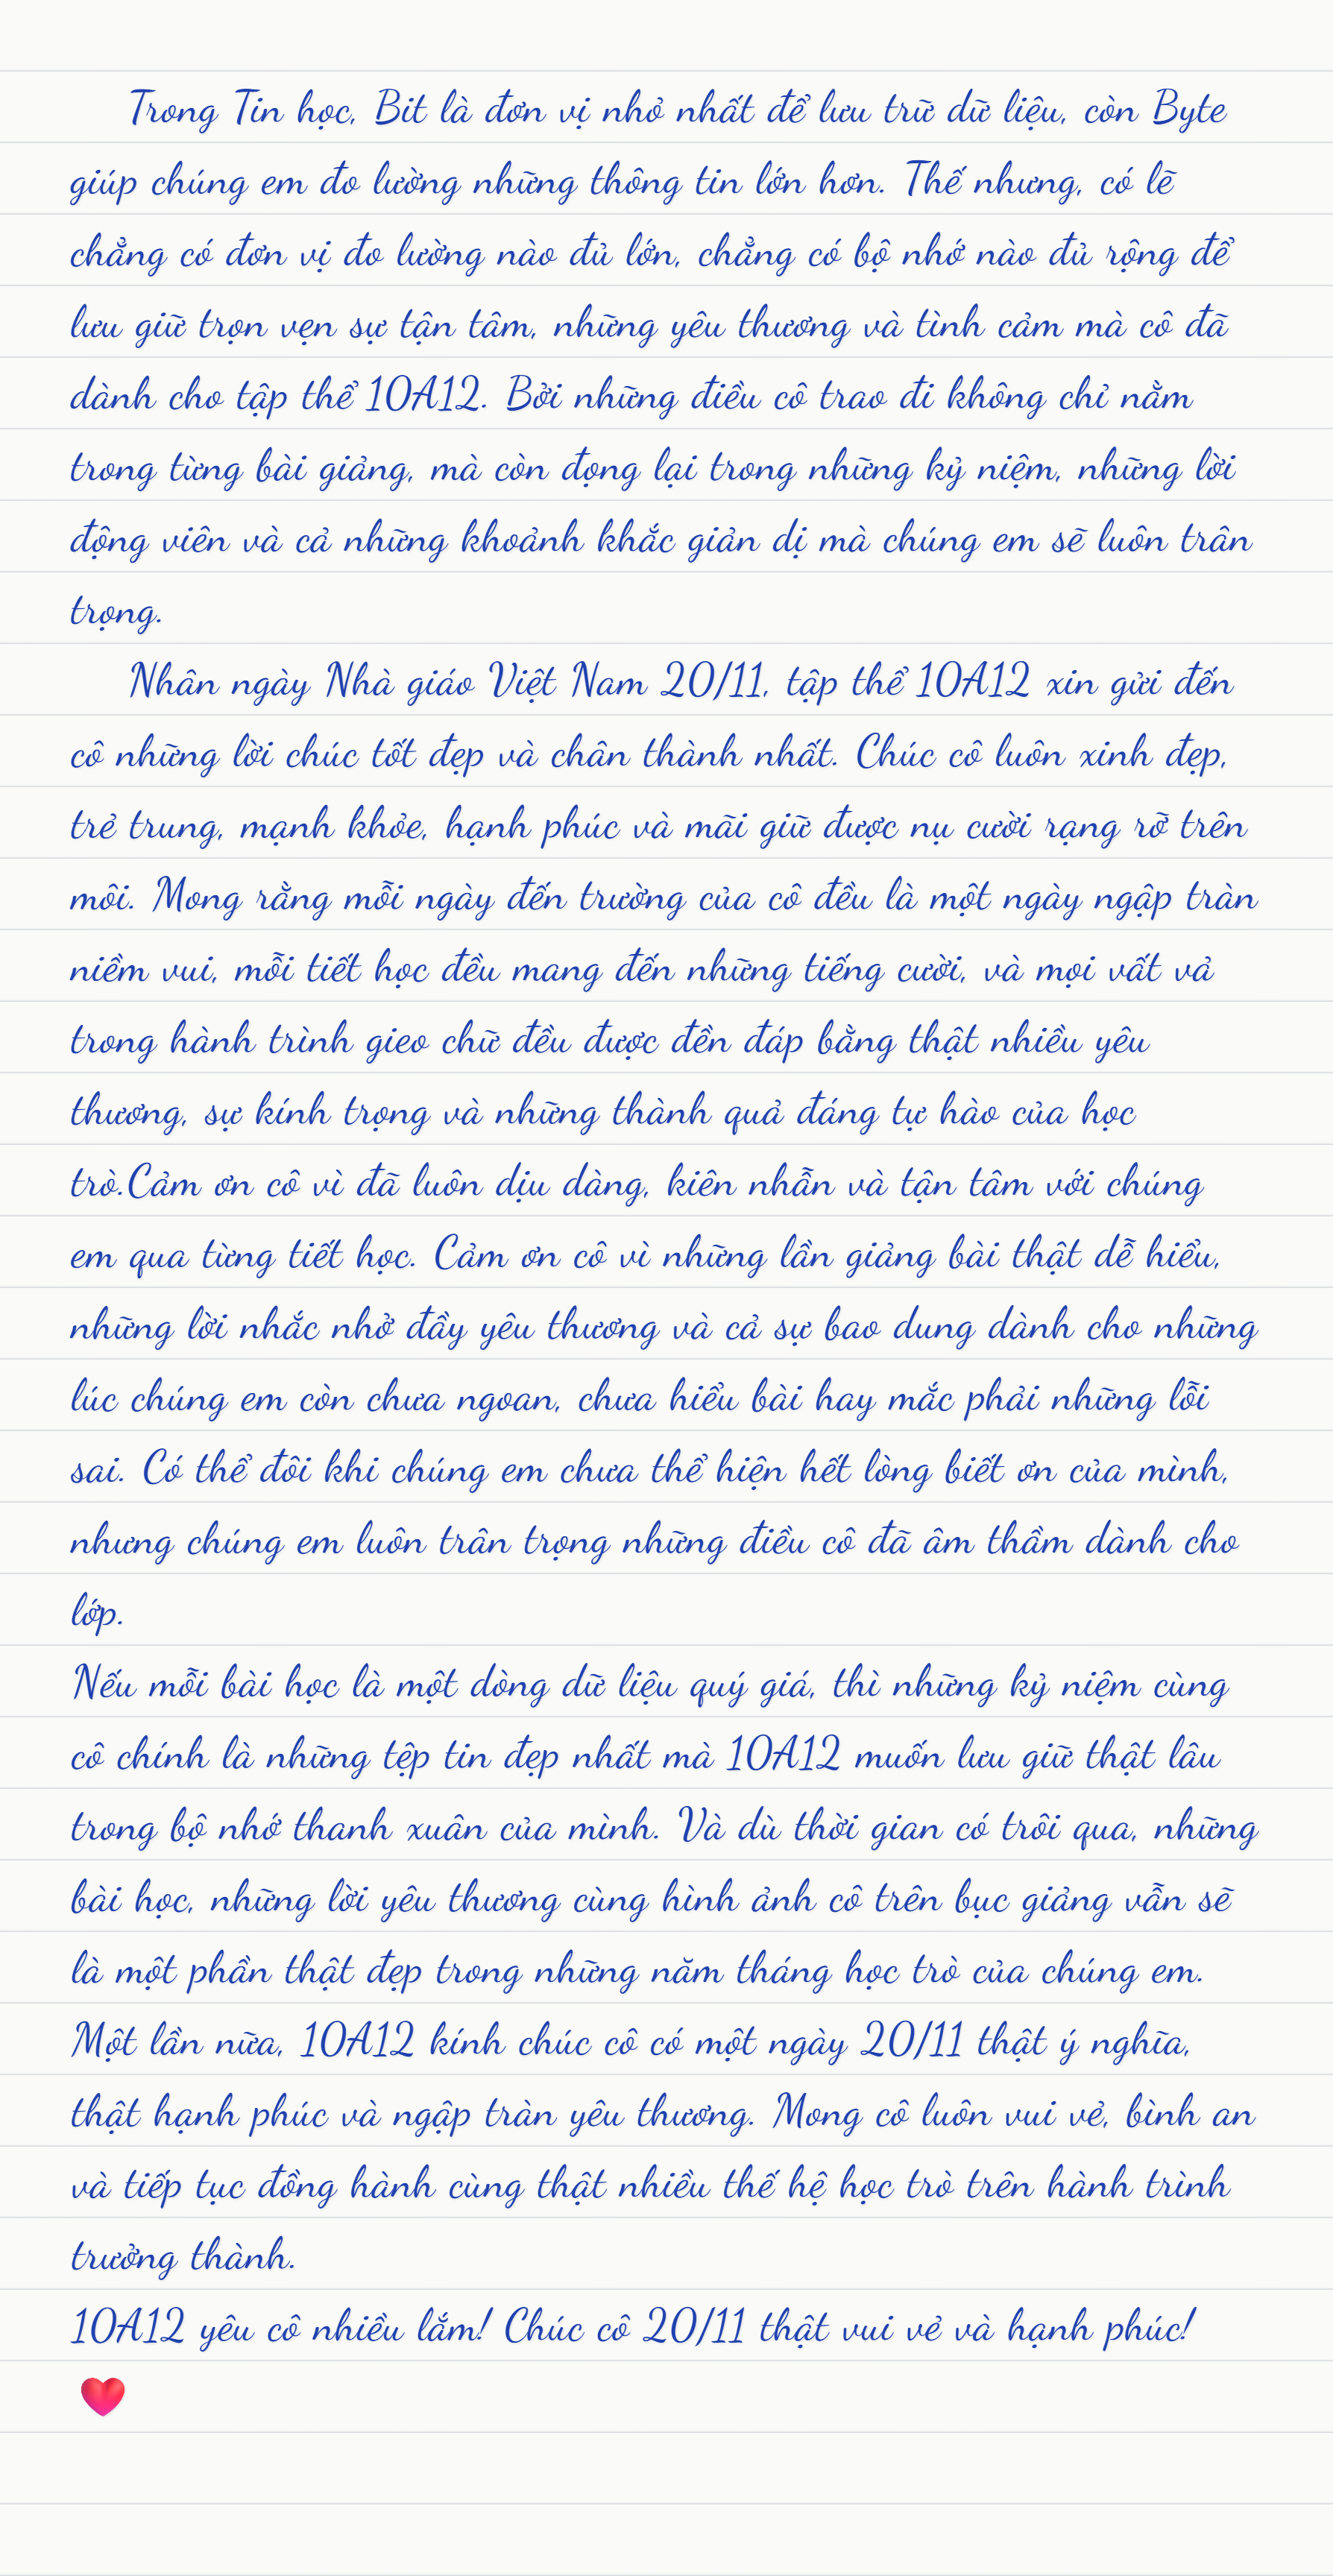 Trong Tin học, Bit là đơn vị nhỏ nhất để lưu trữ dữ liệu, còn Byte
giúp chúng em đo lường những thông tin lớn hơn. Thế nhưng, có lẽ
chẳng có đơn vị đo lường nào đủ lớn, chẳng có bộ nhớ nào đủ rộng để
lưu giữ trọn vẹn sự tận tâm, những yêu thương và tình cảm mà cô đã
dành cho tập thể 10A12. Bởi những điều cô trao đi không chỉ nằm
trong từng bài giảng, mà còn đọng lại trong những kỷ niệm, những lời
động viên và cả những khoảnh khắc giản dị mà chúng em sẽ luôn trân
trọng.
Nhân ngày Nhà giáo Việt Nam 20/11, tập thể 10A12 xin gửi đến
cô những lời chúc tốt đẹp và chân thành nhất. Chúc cô luôn xinh đẹp,
trẻ trung, mạnh khỏe, hạnh phúc và mãi giữ được nụ cười rạng rỡ trên
môi. Mong rằng mỗi ngày đến trường của cô đều là một ngày ngập tràn
niềm vui, mỗi tiết học đều mang đến những tiếng cười, và mọi vất vả
trong hành trình gieo chữ đều được đền đáp bằng thật nhiều yêu
thương, sự kính trọng và những thành quả đáng tự hào của học
trò.Cảm ơn cô vì đã luôn dịu dàng, kiên nhẫn và tận tâm với chúng
em qua từng tiết học. Cảm ơn cô vì những lần giảng bài thật dễ hiểu,
những lời nhắc nhở đầy yêu thương và cả sự bao dung dành cho những
lúc chúng em còn chưa ngoan, chưa hiểu bài hay mắc phải những lỗi
sai. Có thể đôi khi chúng em chưa thể hiện hết lòng biết ơn của mình,
nhưng chúng em luôn trân trọng những điều cô đã âm thầm dành cho
lớp.
Nếu mỗi bài học là một dòng dữ liệu quý giá, thì những kỷ niệm cùng
cô chính là những tệp tin đẹp nhất mà 10A12 muốn lưu giữ thật lâu
trong bộ nhớ thanh xuân của mình. Và dù thời gian có trôi qua, những
bài học, những lời yêu thương cùng hình ảnh cô trên bục giảng vẫn sẽ
là một phần thật đẹp trong những năm tháng học trò của chúng em.
Một lần nữa, 10A12 kính chúc cô có một ngày 20/11 thật ý nghĩa,
thật hạnh phúc và ngập tràn yêu thương. Mong cô luôn vui vẻ, bình an
và tiếp tục đồng hành cùng thật nhiều thế hệ học trò trên hành trình
trưởng thành.
10A12 yêu cô nhiều lắm! Chúc cô 20/11 thật vui vẻ và hạnh phúc!
❤️